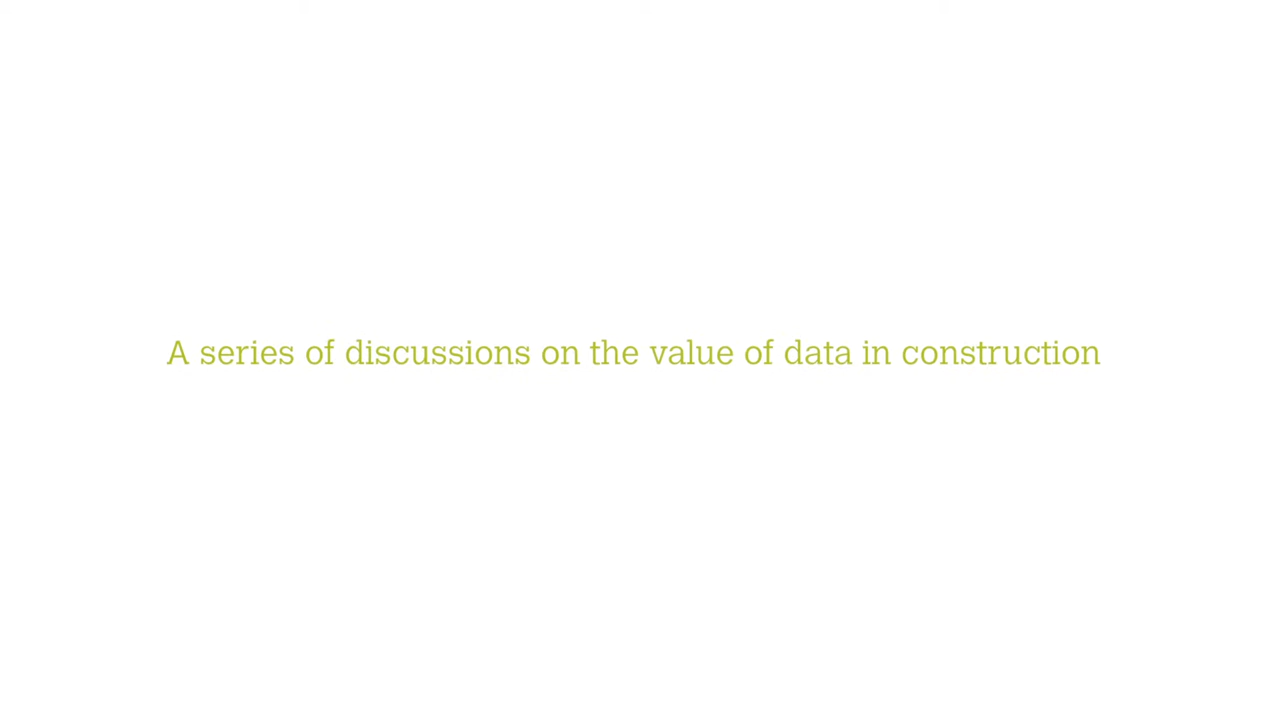 A series of discussions on the value of data in construction